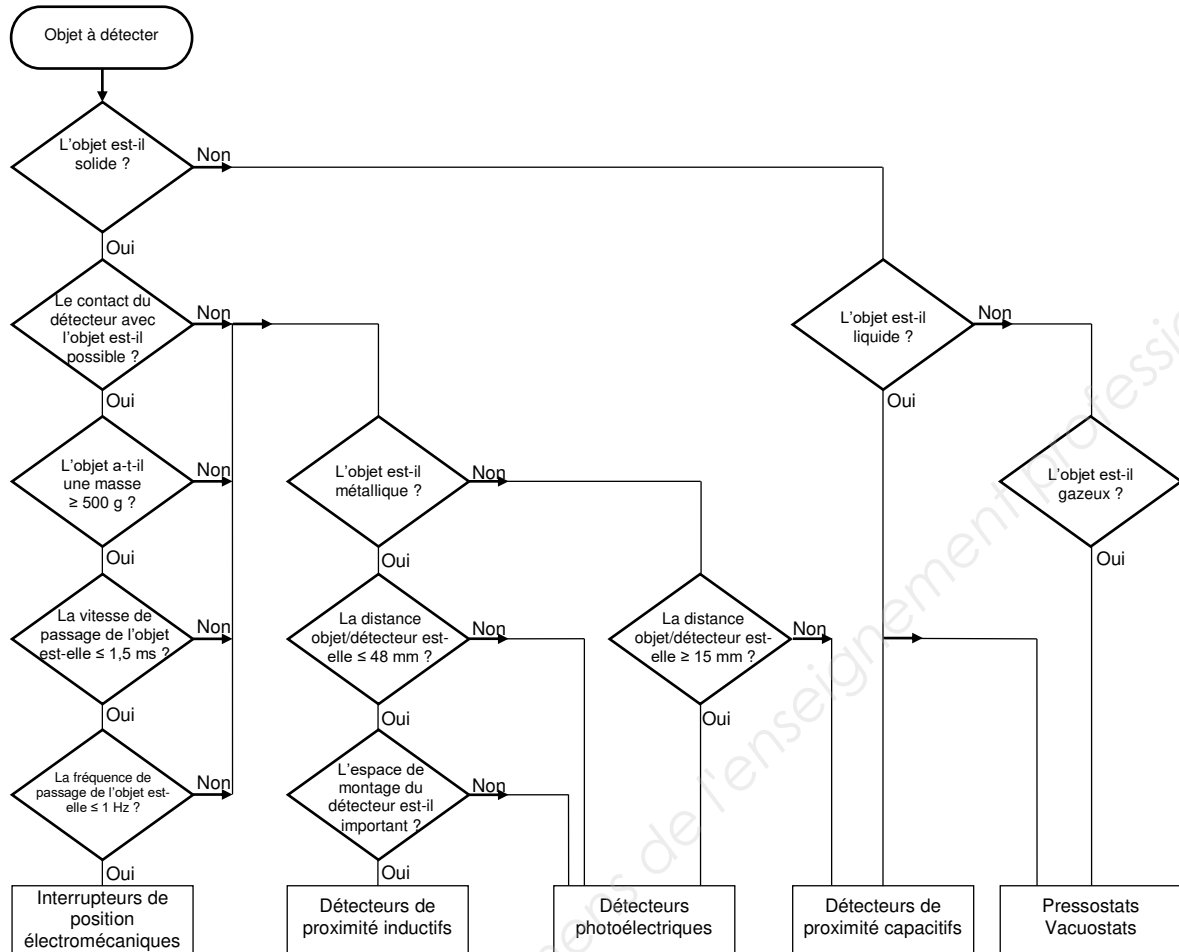 Objet à détecter
L'objet est-il
solide ?
Non
Oui
Le contact du
détecteur avec
l'objet est-il
possible ?
Non
Oui
L'objet est-il
liquide ?
Non
Oui
L'objet a-t-il
une masse
≥ 500 g ?
Non
Oui
L'objet est-il
métallique ?
Non
Oui
L'objet est-il
gazeux ?
Oui
La vitesse de
passage de l'objet
est-elle ≤ 1,5 ms ?
Non
Oui
La distance
objet/détecteur est-
elle ≤ 48 mm ?
Non
Oui
La distance
objet/détecteur est-
elle ≥ 15 mm ?
Non
Oui
La fréquence de
passage de l'objet est-
elle ≤ 1 Hz ?
Non
Oui
L'espace de
montage du
détecteur est-il
important ?
Non
Oui
Interrupteurs de
position
électromécaniques
Détecteurs de
proximité inductifs
Détecteurs
photoélectriques
Détecteurs de
proximité capacitifs
Pressostats
Vacuostats
de l'enseignement